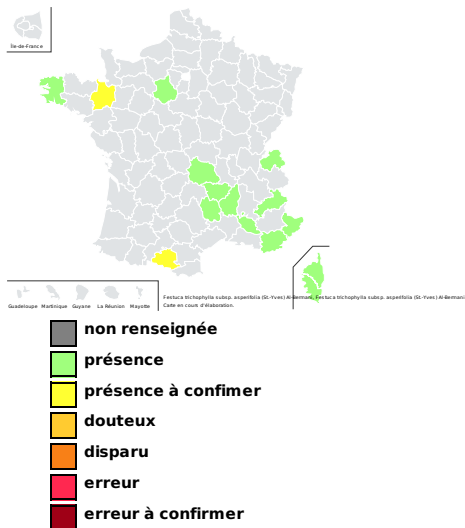 Île-de-France
Guadeloupe Martinique Guyane La Réunion Mayotte
Festuca trichophylla subsp. asperifolia (St.-Yves) Al-Bermani, Festuca trichophylla subsp. asperifolia (St.-Yves) Al-Bermani
Carte en cours d'élaboration.
non renseignée
présence
présence à confimer
douteux
disparu
erreur
erreur à confirmer